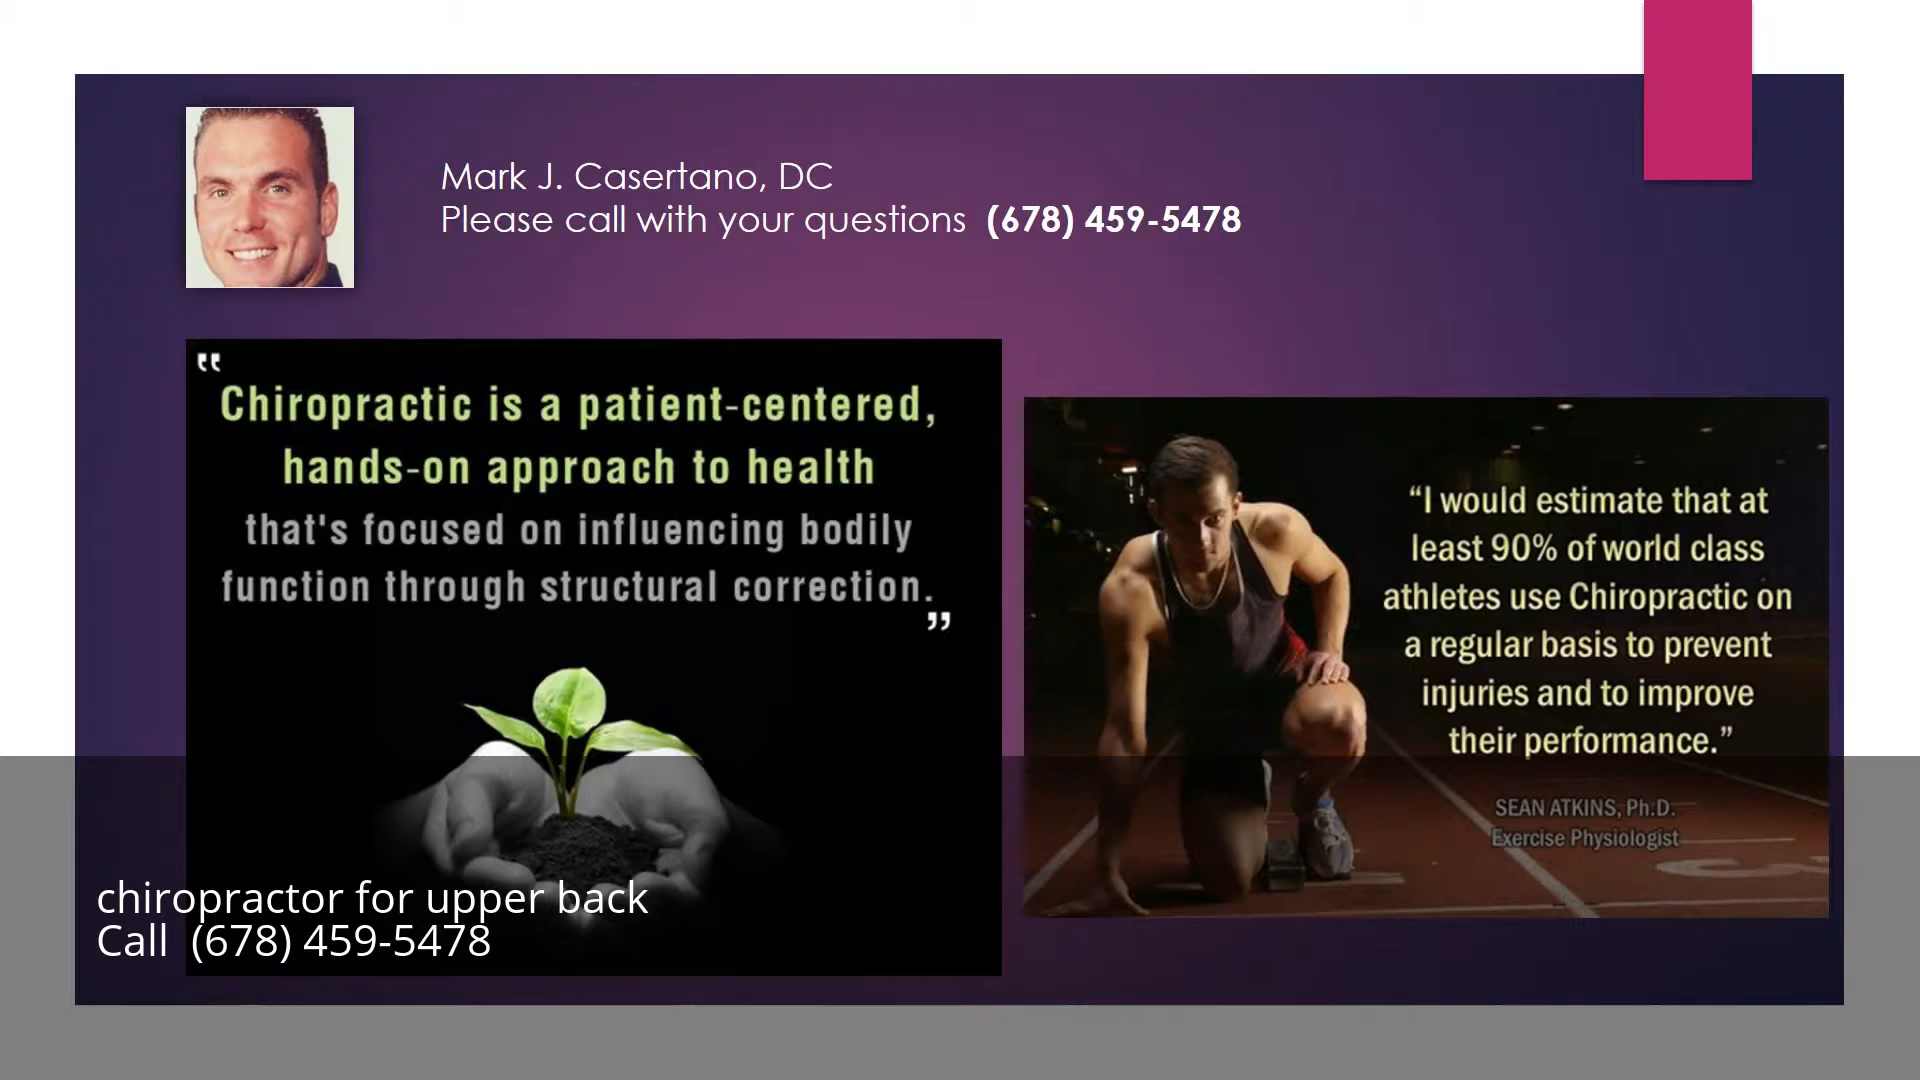 Mark J. Casertano, DC
Please call with your questions (678) 459-5478
"
Chiropractic is a patient-centered,
hands-on approach to health
that's focused on influencing bodily
function through structural correction.
"
“I would estimate that at
least 90% of world class
athletes use Chiropractic on
a regular basis to prevent
injuries and to improve
their performance.”
SEAN ATKINS, Ph.D.
Exercise Physiologist
3
chiropractor for upper back
Call (678) 459-5478